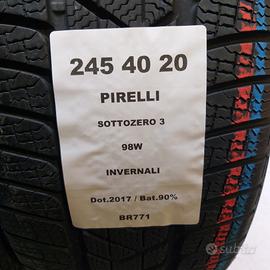 245 40 20
PIRELLI
SOTTOZERO 3
98W
INVERNALI
Dot.2017 / Bat.90%
BR771
subito